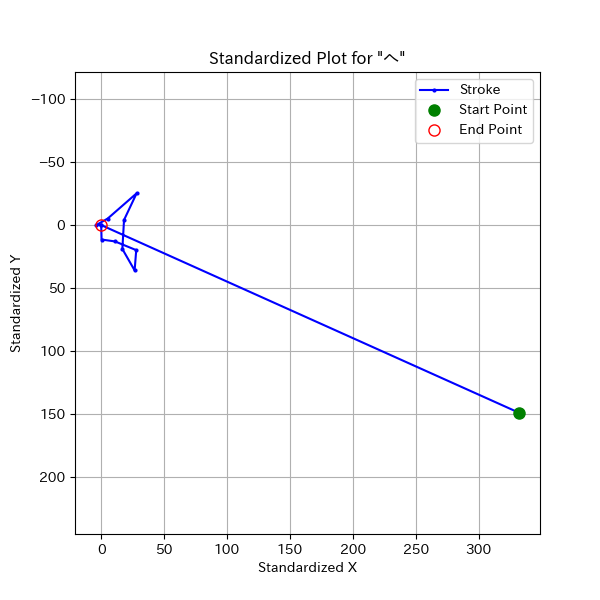 Standardized Plot for "へ"
Stroke
Start Point
End Point
−100
−50
0
50
100
150
200
Standardized Y
0
50
100
150
200
250
300
Standardized X